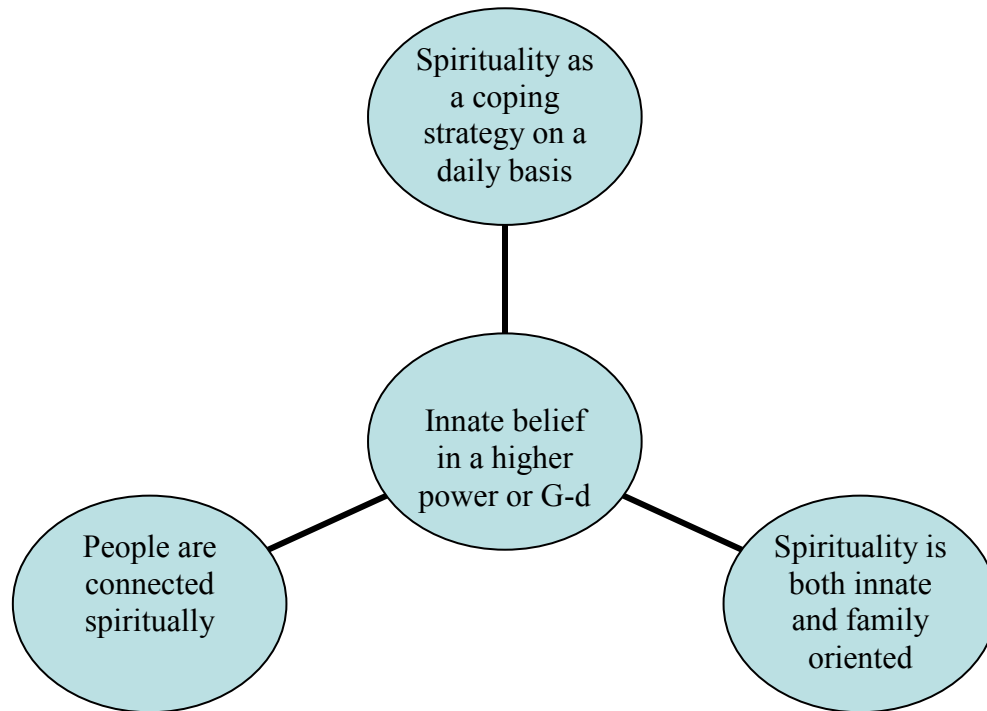 Spirituality as
a coping
strategy on a
daily basis
Innate belief
in a higher
power or G-d
People are
connected
spiritually
Spirituality is
both innate
and family
oriented